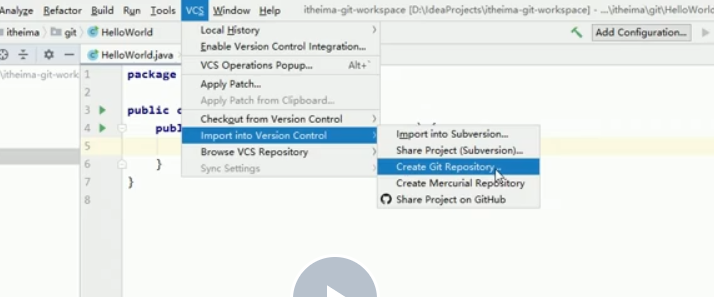 Analyze Refactor Build Run Tools VCS Window Help itheima-git-workspace [D:\IdeaProjects\itheima-git-workspace] - ...\itheima\git\HelloWorld
itheima git HelloWorld Add Configuration...
HelloWorld.java
\itheima-git-work
1 package
2
3 public c
4 publ
5
6 }
7 }
8
Local History
Enable Version Control Integration...
VCS Operations Popup... Alt+`
Apply Patch...
Apply Patch from Clipboard...
Checkout from Version Control
Import into Version Control
Browse VCS Repository
Sync Settings
Import into Subversion...
Share Project (Subversion)...
Create Git Repository...
Create Mercurial Repository
Share Project on GitHub